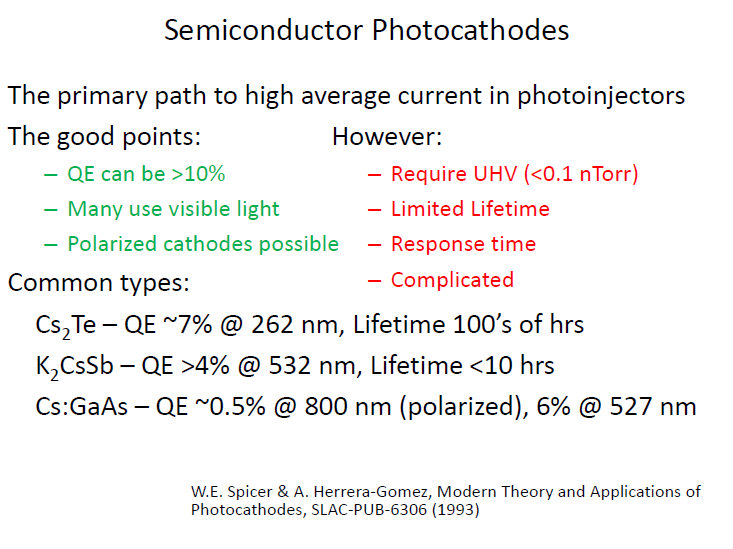 Semiconductor Photocathodes
The primary path to high average current in photoinjectors
The good points:
– QE can be >10%
– Many use visible light
– Polarized cathodes possible
However:
– Require UHV (<0.1 nTorr)
– Limited Lifetime
– Response time
– Complicated
Common types:
Cs₂Te – QE ~7% @ 262 nm, Lifetime 100’s of hrs
K₂CsSb – QE >4% @ 532 nm, Lifetime <10 hrs
Cs:GaAs – QE ~0.5% @ 800 nm (polarized), 6% @ 527 nm
W.E. Spicer & A. Herrera-Gomez, Modern Theory and Applications of
Photocathodes, SLAC-PUB-6306 (1993)